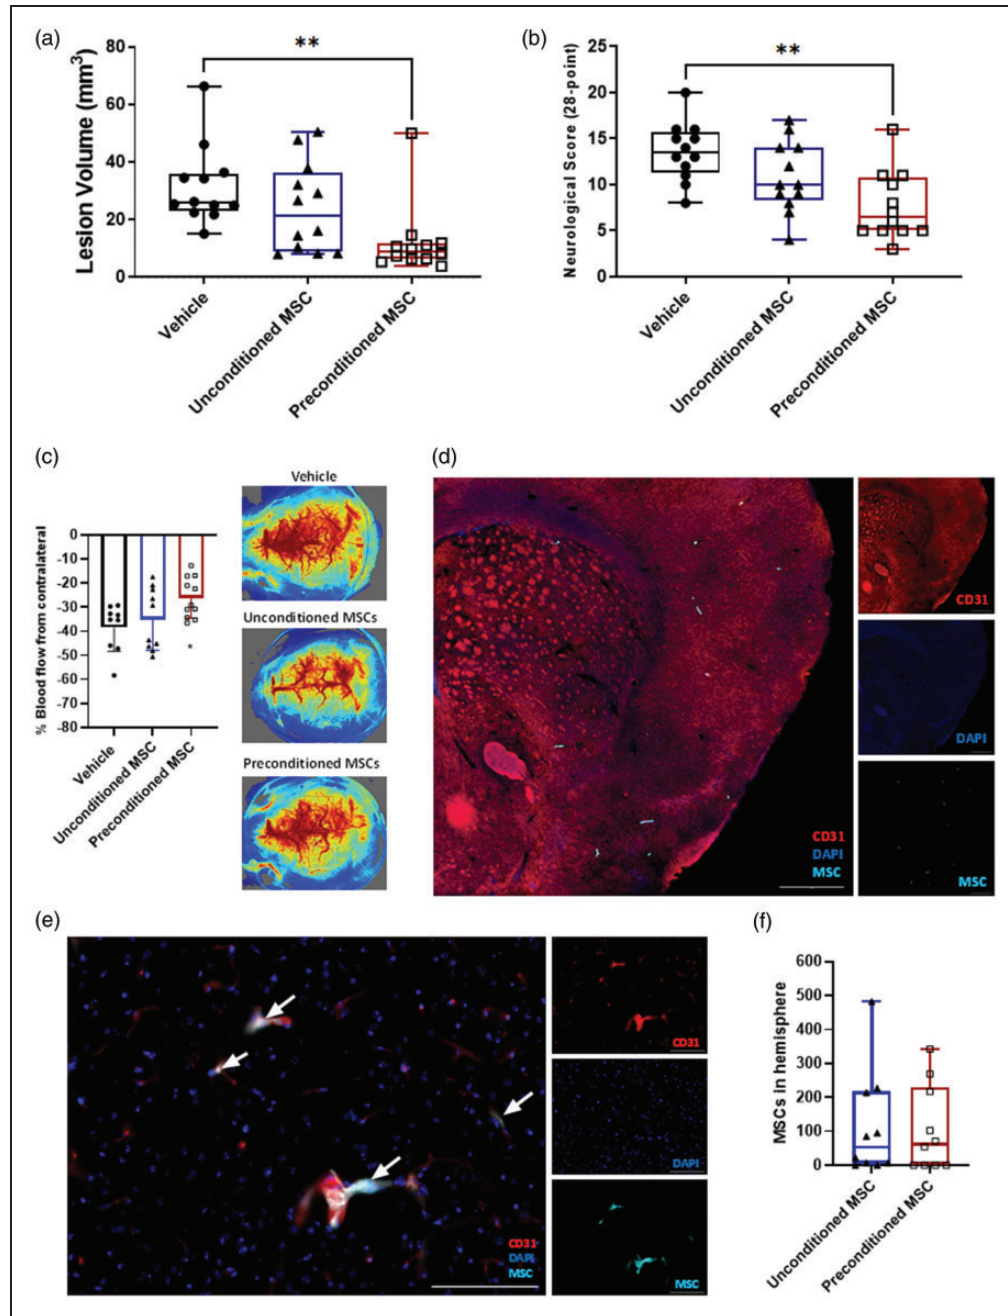 (a)
**
Lesion Volume (mm³)
80
60
40
20
0
Vehicle
Unconditioned MSC
Preconditioned MSC
(b)
**
Neurological Score (28-point)
25
20
15
10
5
0
Vehicle
Unconditioned MSC
Preconditioned MSC
(c)
% Blood flow from contralateral
0
-10
-20
-30
-40
-50
-60
-70
-80
*
Vehicle
Unconditioned MSC
Preconditioned MSC
Vehicle
Unconditioned MSCs
Preconditioned MSCs
(d)
CD31
DAPI
MSC
CD31
DAPI
MSC
(e)
CD31
DAPI
MSC
CD31
DAPI
MSC
(f)
MSCs in hemisphere
600
500
400
300
200
100
0
Unconditioned MSC
Preconditioned MSC